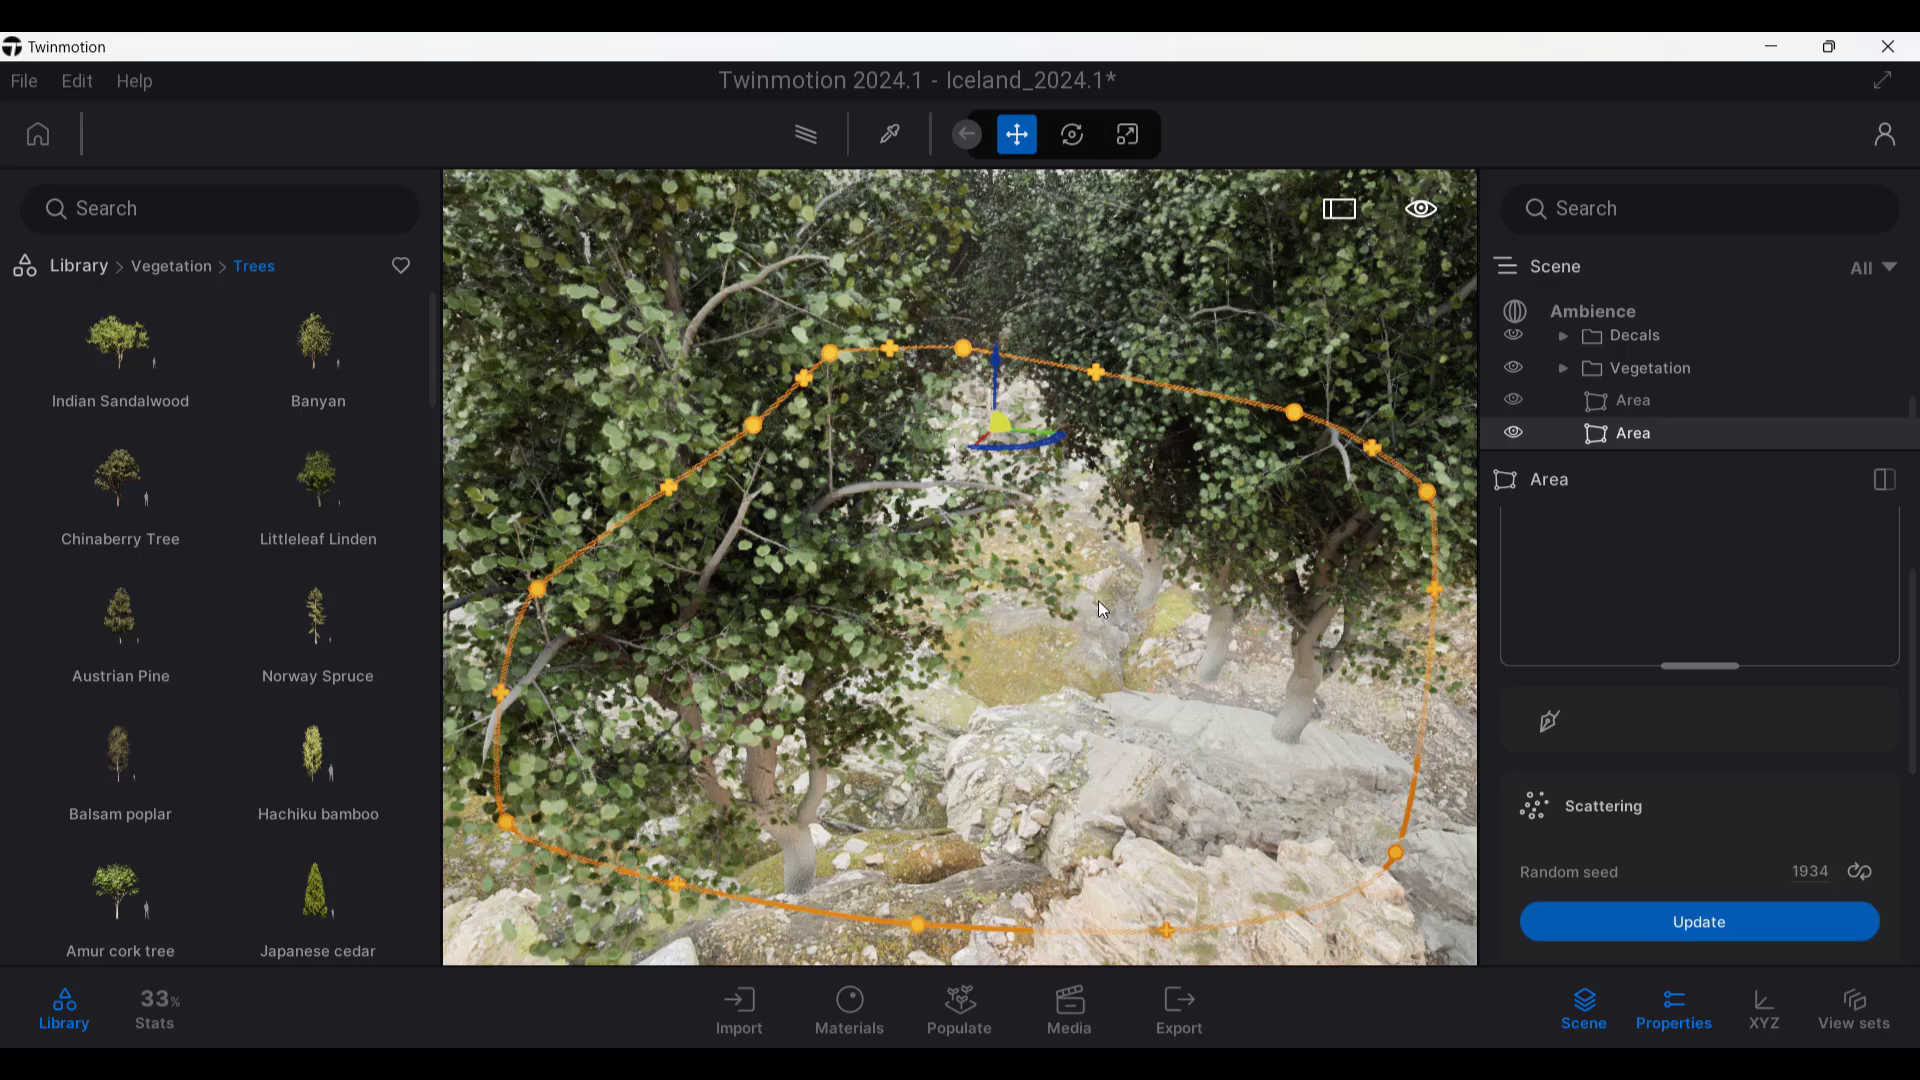 Twinmotion
File Edit Help
Twinmotion 2024.1 - Iceland_2024.1*
Search
Library > Vegetation > Trees
Indian Sandalwood
Banyan
Chinaberry Tree
Littleleaf Linden
Austrian Pine
Norway Spruce
Balsam poplar
Hachiku bamboo
Amur cork tree
Japanese cedar
Search
Scene
All
Ambience
Decals
Vegetation
Area
Area
Area
Scattering
Random seed 1934
Update
Library
33%
Stats
Import
Materials
Populate
Media
Export
Scene
Properties
XYZ
View sets